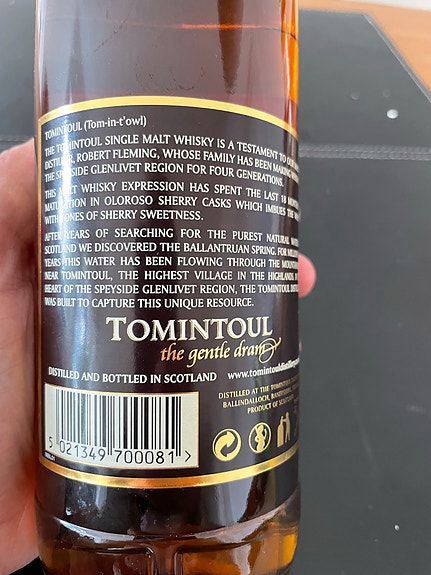 TOMINTOUL (Tom-in-t'owl)
THE TOMINTOUL SINGLE MALT WHISKY IS A TESTAMENT TO
DISTILLER, ROBERT FLEMING, WHOSE FAMILY HAS BEEN MAKING
THE SPEYSIDE GLENLIVET REGION FOR FOUR GENERATIONS.
THIS MALT WHISKY EXPRESSION HAS SPENT THE LAST 18
MATURATION IN OLOROSO SHERRY CASKS WHICH IMBUES THE
WITH TONES OF SHERRY SWEETNESS.
AFTER YEARS OF SEARCHING FOR THE PUREST NATURAL
SCOTLAND WE DISCOVERED THE BALLANTRUAN SPRING. FOR
YEARS THIS WATER HAS BEEN FLOWING THROUGH THE
NEAR TOMINTOUL, THE HIGHEST VILLAGE IN THE HIGHLANDS.
HEART OF THE SPEYSIDE GLENLIVET REGION, THE TOMINTOUL
WAS BUILT TO CAPTURE THIS UNIQUE RESOURCE.
TOMINTOUL
the gentle dram
DISTILLED AND BOTTLED IN SCOTLAND www.tomintouldistillery
DISTILLED AT THE TOMINTOUL
BALLINDALLOCH,
PRODUCT OF SCOTLAND
5 021349 700081 >